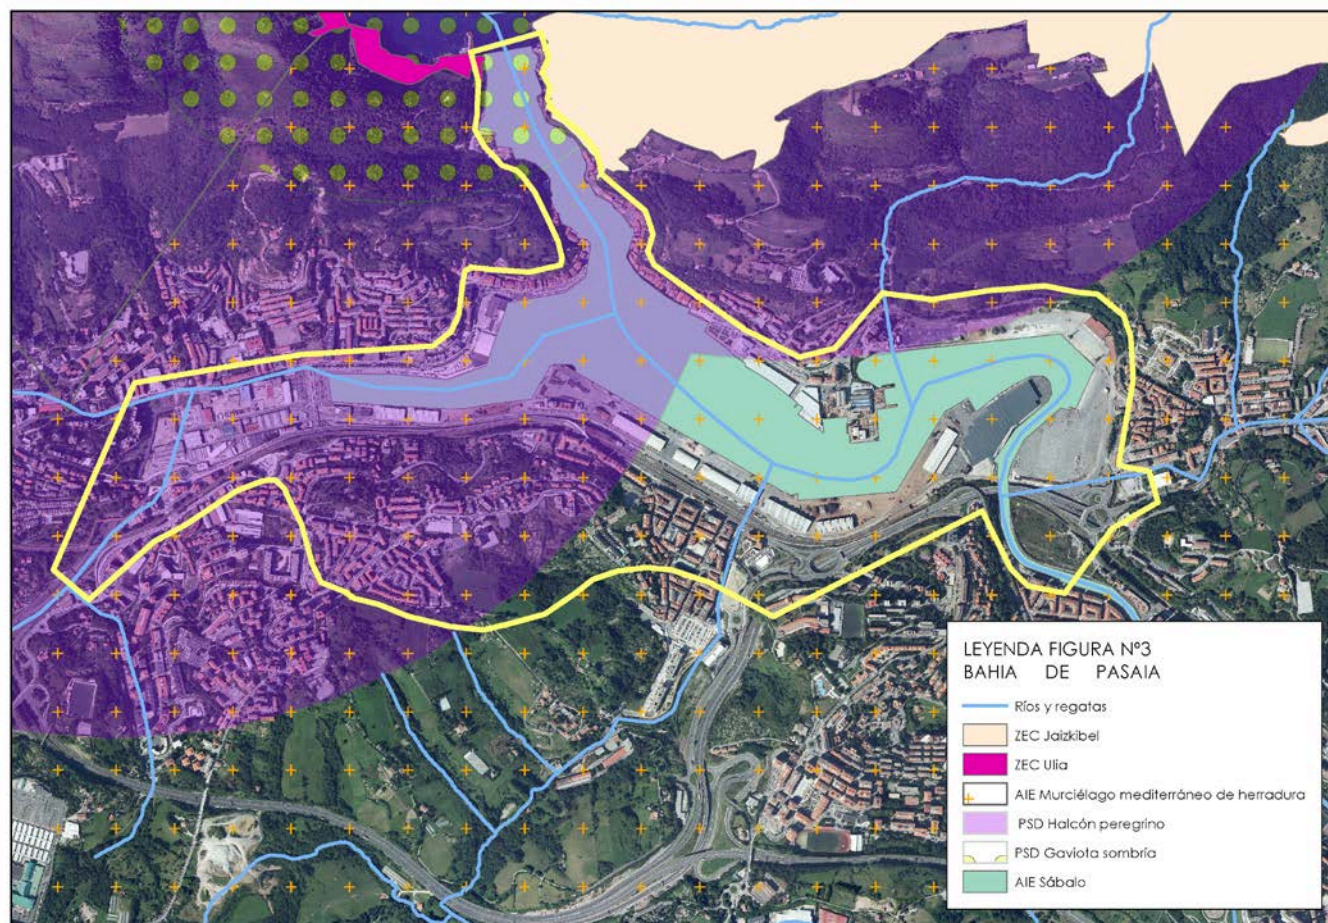 LEYENDA FIGURA Nº3
BAHIA DE PASAIA
Ríos y regatas
ZEC Jaizkibel
ZEC Ulia
AIE Murciélago mediterráneo de herradura
PSD Halcón peregrino
PSD Gaviota sombría
AIE Sábalo